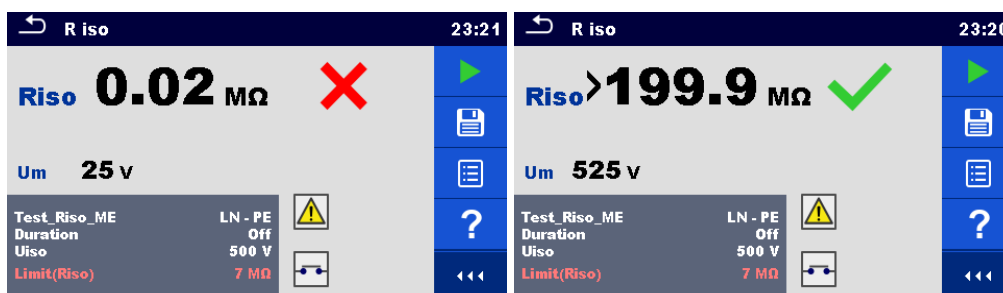 R iso 23:21
Riso 0.02 MΩ
Um 25 V
Test_Riso_ME LN - PE
Duration Off
Uiso 500 V
Limit(Riso) 7 MΩ
?
R iso 23:20
Riso >199.9 MΩ
Um 525 V
Test_Riso_ME LN - PE
Duration Off
Uiso 500 V
Limit(Riso) 7 MΩ
?